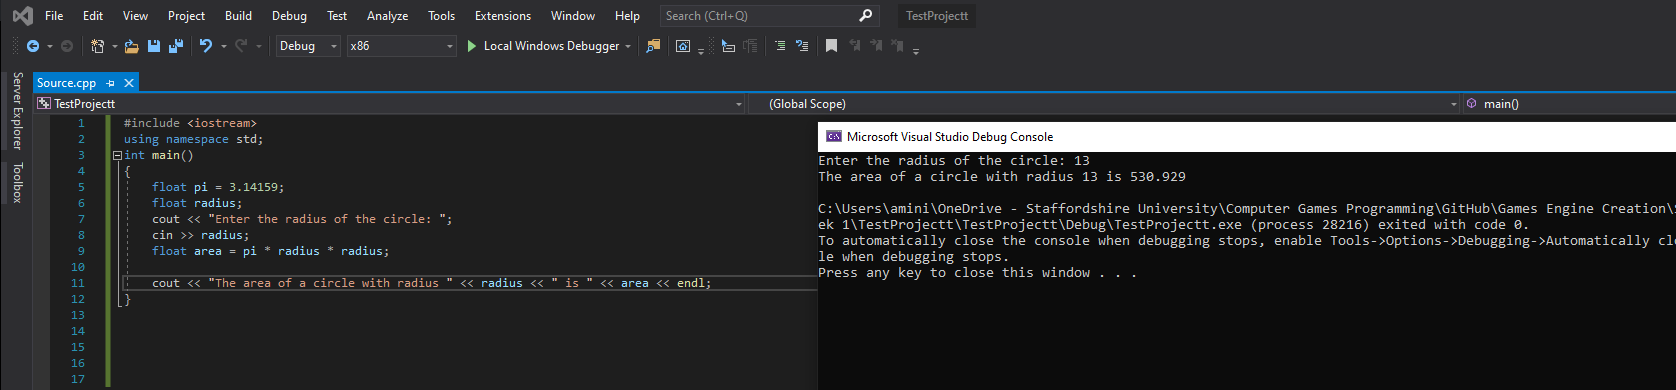 File Edit View Project Build Debug Test Analyze Tools Extensions Window Help Search (Ctrl+Q) TestProjectt
Debug x86 Local Windows Debugger
Source.cpp
Server Explorer
Toolbox
TestProjectt (Global Scope) main()
1 #include <iostream>
2 using namespace std;
3 int main()
4 {
5 float pi = 3.14159;
6 float radius;
7 cout << "Enter the radius of the circle: ";
8 cin >> radius;
9 float area = pi * radius * radius;
10
11 cout << "The area of a circle with radius " << radius << " is " << area << endl;
12 }
13
14
15
16
17
Microsoft Visual Studio Debug Console
Enter the radius of the circle: 13
The area of a circle with radius 13 is 530.929
C:\Users\amini\OneDrive - Staffordshire University\Computer Games Programming\GitHub\Games Engine Creation\
ek 1\TestProjectt\TestProjectt\Debug\TestProjectt.exe (process 28216) exited with code 0.
To automatically close the console when debugging stops, enable Tools->Options->Debugging->Automatically clo
le when debugging stops.
Press any key to close this window . . .